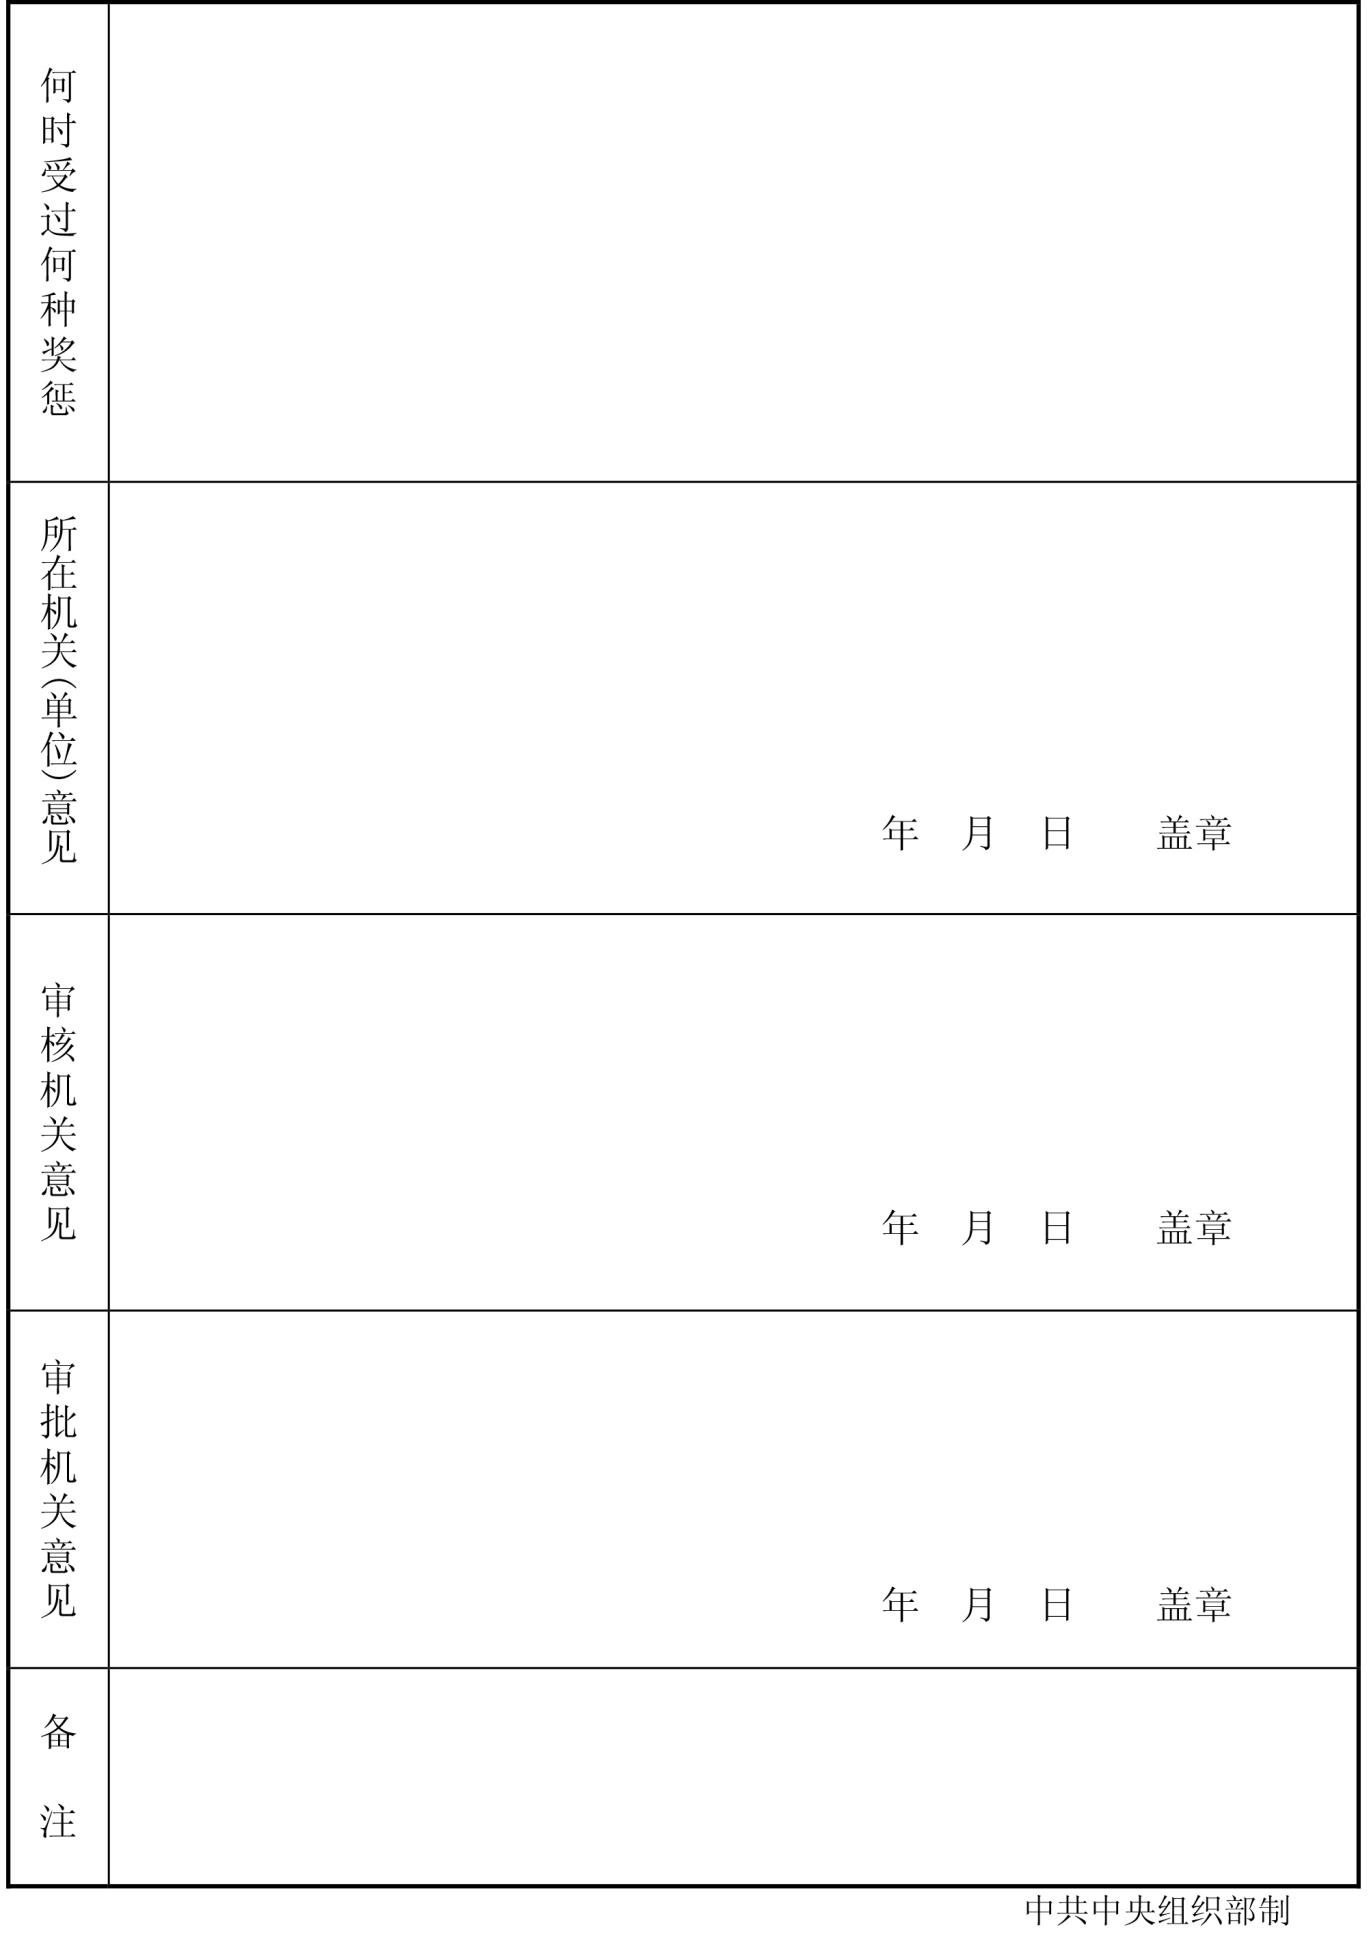 何时受过何种奖惩
所在机关(单位)意见
年 月 日 盖章
审核机关意见
年 月 日 盖章
审批机关意见
年 月 日 盖章
备注
中共中央组织部制